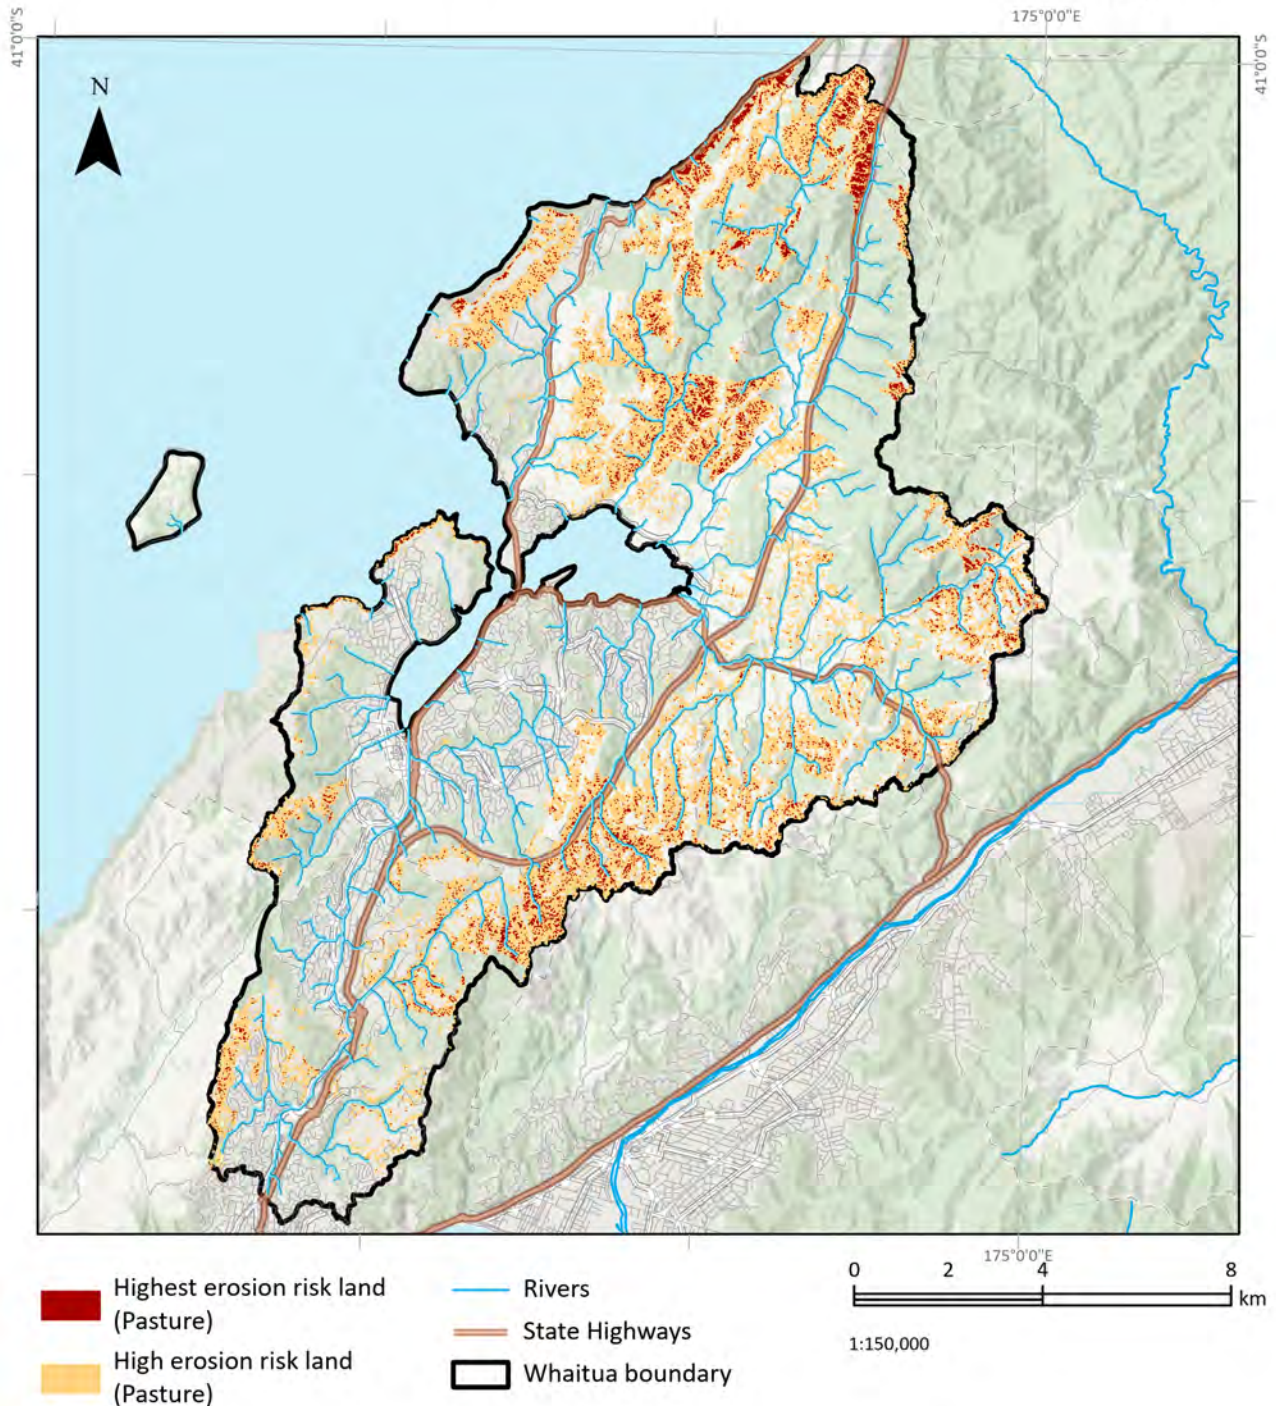 175°0'0"E
41°0'0"S
41°0'0"S
N
175°0'0"E
Highest erosion risk land
(Pasture)
High erosion risk land
(Pasture)
Rivers
State Highways
Whaitua boundary
0 2 4 8
km
1:150,000